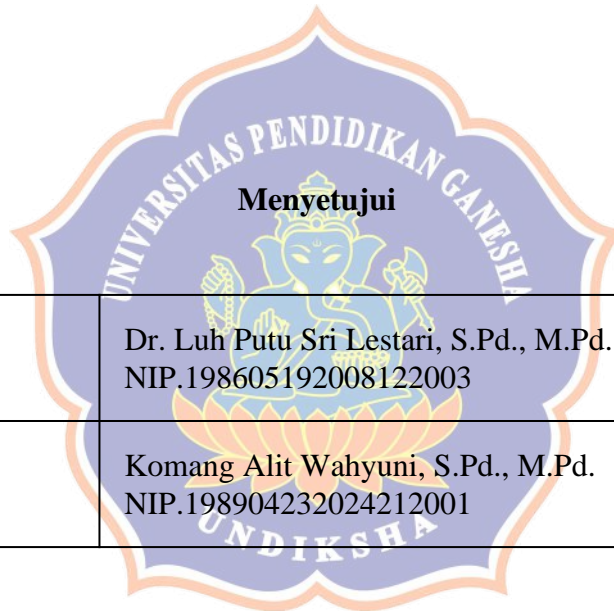 UNIVERSITAS PENDIDIKAN GANESHA
Menyetujui
Dr. Luh Putu Sri Lestari, S.Pd., M.Pd.
NIP.198605192008122003
Komang Alit Wahyuni, S.Pd., M.Pd.
NIP.198904232024212001
UNDIKSHA